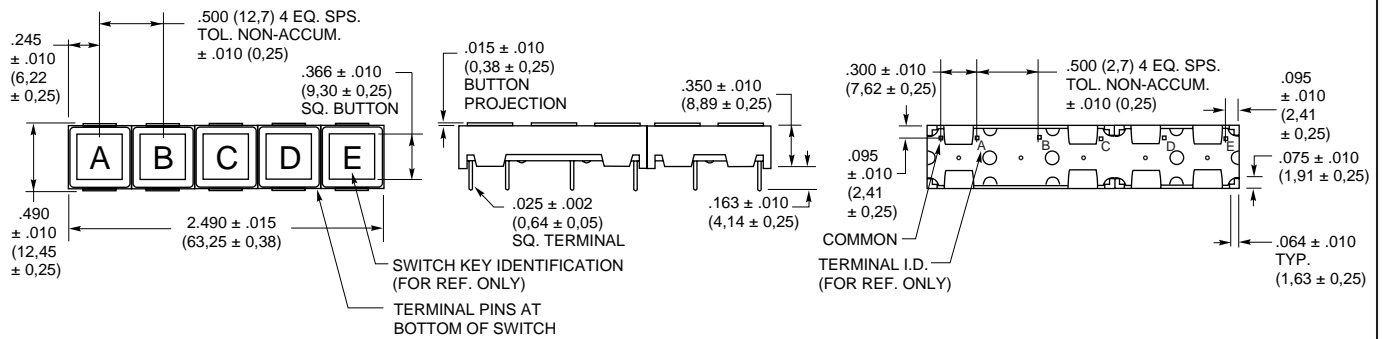 .500 (12,7) 4 EQ. SPS.
TOL. NON-ACCUM.
± .010 (0,25)
.245
± .010
(6,22
± 0,25)
.366 ± .010
(9,30 ± 0,25)
SQ. BUTTON
A B C D E
.490
± .010
(12,45
± 0,25)
2.490 ± .015
(63,25 ± 0,38)
SWITCH KEY IDENTIFICATION
(FOR REF. ONLY)
TERMINAL PINS AT
BOTTOM OF SWITCH
.015 ± .010
(0,38 ± 0,25)
BUTTON
PROJECTION
.350 ± .010
(8,89 ± 0,25)
.025 ± .002
(0,64 ± 0,05)
SQ. TERMINAL
.163 ± .010
(4,14 ± 0,25)
.300 ± .010
(7,62 ± 0,25)
.500 (2,7) 4 EQ. SPS.
TOL. NON-ACCUM.
± .010 (0,25)
.095
± .010
(2,41
± 0,25)
A B C D E
.095
± .010
(2,41
± 0,25)
.075 ± .010
(1,91 ± 0,25)
COMMON
TERMINAL I.D.
(FOR REF. ONLY)
.064 ± .010
TYP.
(1,63 ± 0,25)